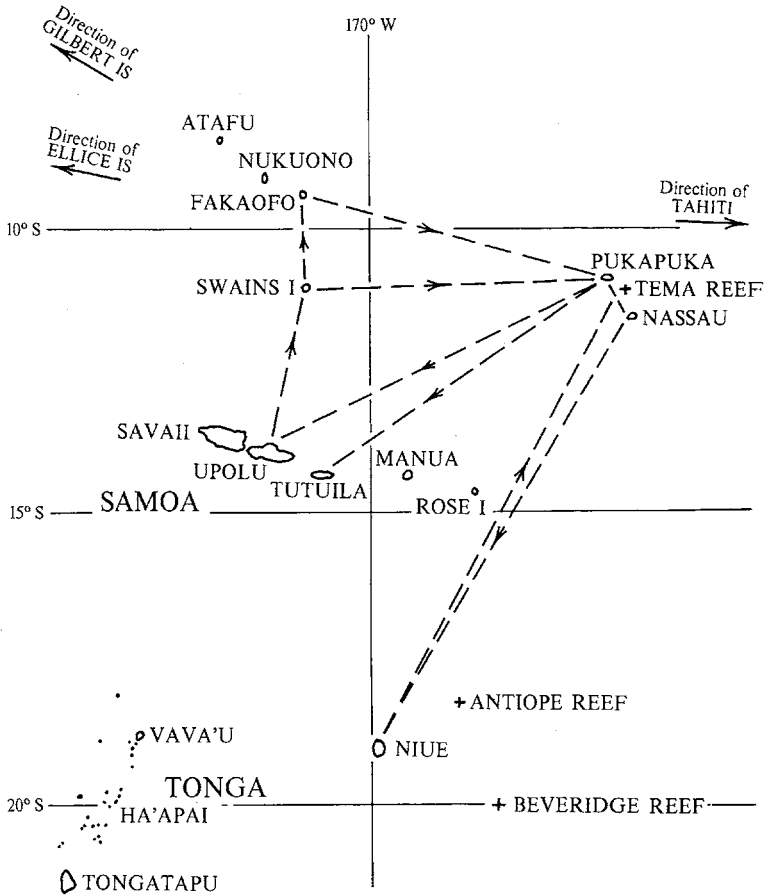 170° W
Direction of
GILBERT IS
ATAFU
Direction of
ELLICE IS
NUKUONO
FAKAOFO
Direction of
TAHITI
10° S
PUKAPUKA
SWAINS I
TEMA REEF
NASSAU
SAVAII
UPOLU
MANUA
TUTUILA
SAMOA
ROSE I
15° S
ANTIOPE REEF
VAVA'U
NIUE
TONGA
20° S
HA'APAI
BEVERIDGE REEF
TONGATAPU